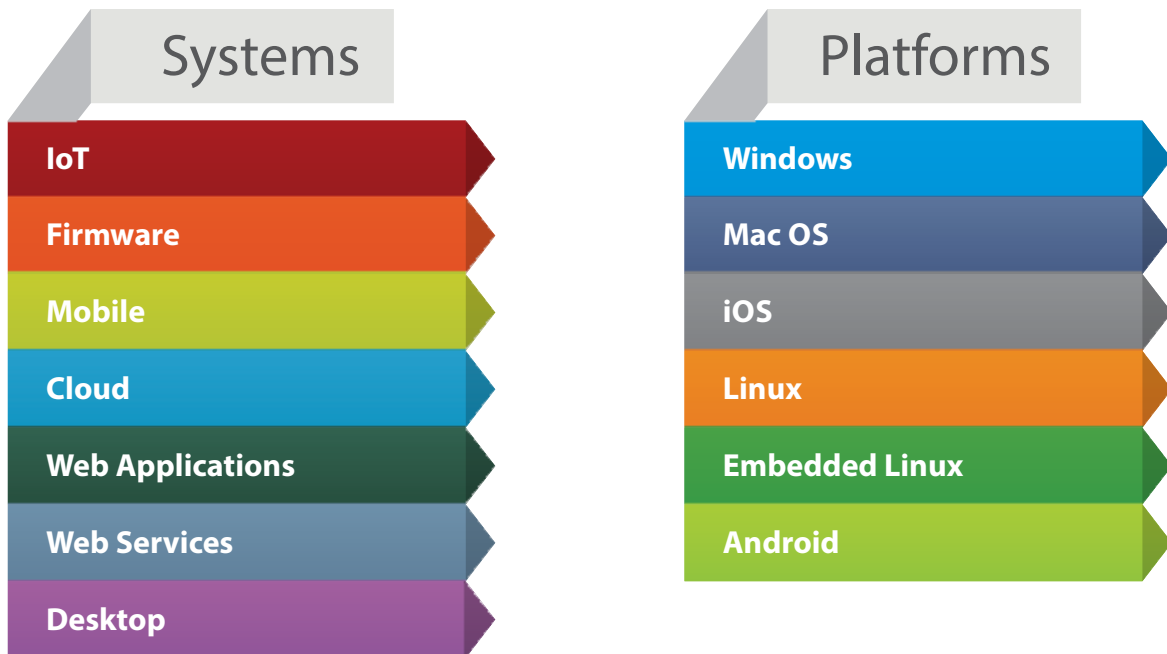 Systems
IoT
Firmware
Mobile
Cloud
Web Applications
Web Services
Desktop
Platforms
Windows
Mac OS
iOS
Linux
Embedded Linux
Android